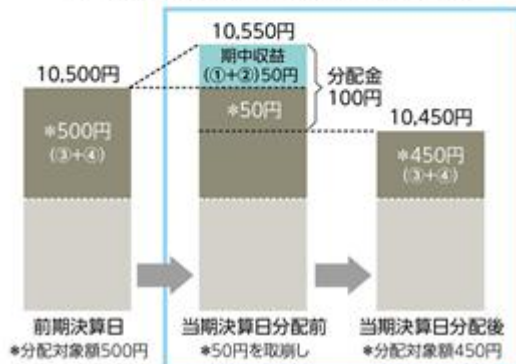 10,550円
期中収益
(①+②)50円
分配金
100円
10,500円
*50円
10,450円
*500円
(③+④)
*450円
(③+④)
前期決算日
*分配対象額500円
当期決算日分配前
*50円を取崩し
当期決算日分配後
*分配対象額450円